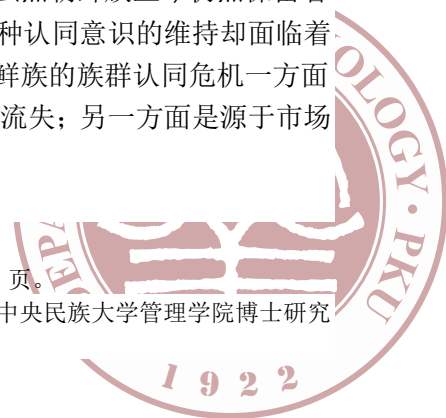 种认同意识的维持却面临着
鲜族的族群认同危机一方面
流失；另一方面是源于市场
页。
中央民族大学管理学院博士研究
OLOGY · PKU
1922